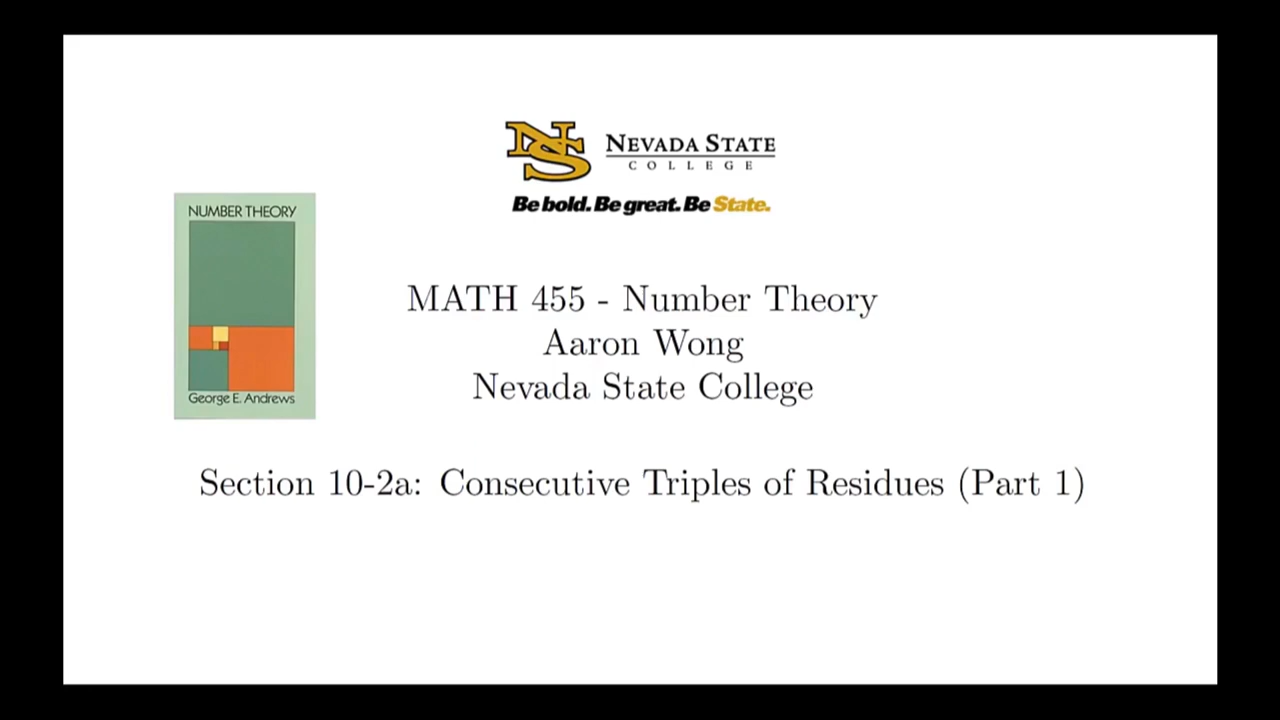 NEVADA STATE
COLLEGE
Be bold. Be great. Be State.
NUMBER THEORY
George E. Andrews
MATH 455 - Number Theory
Aaron Wong
Nevada State College
Section 10-2a: Consecutive Triples of Residues (Part 1)